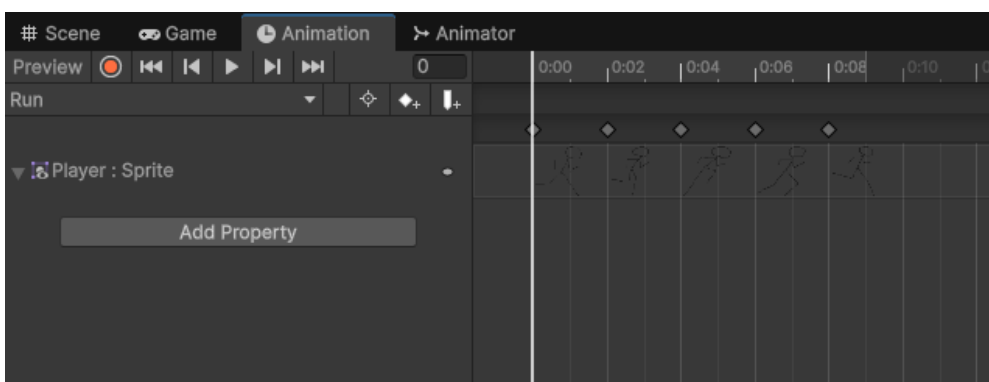 Scene Game Animation Animator
Preview 0 0:00 0:02 0:04 0:06 0:08 0:10
Run
Player : Sprite
Add Property